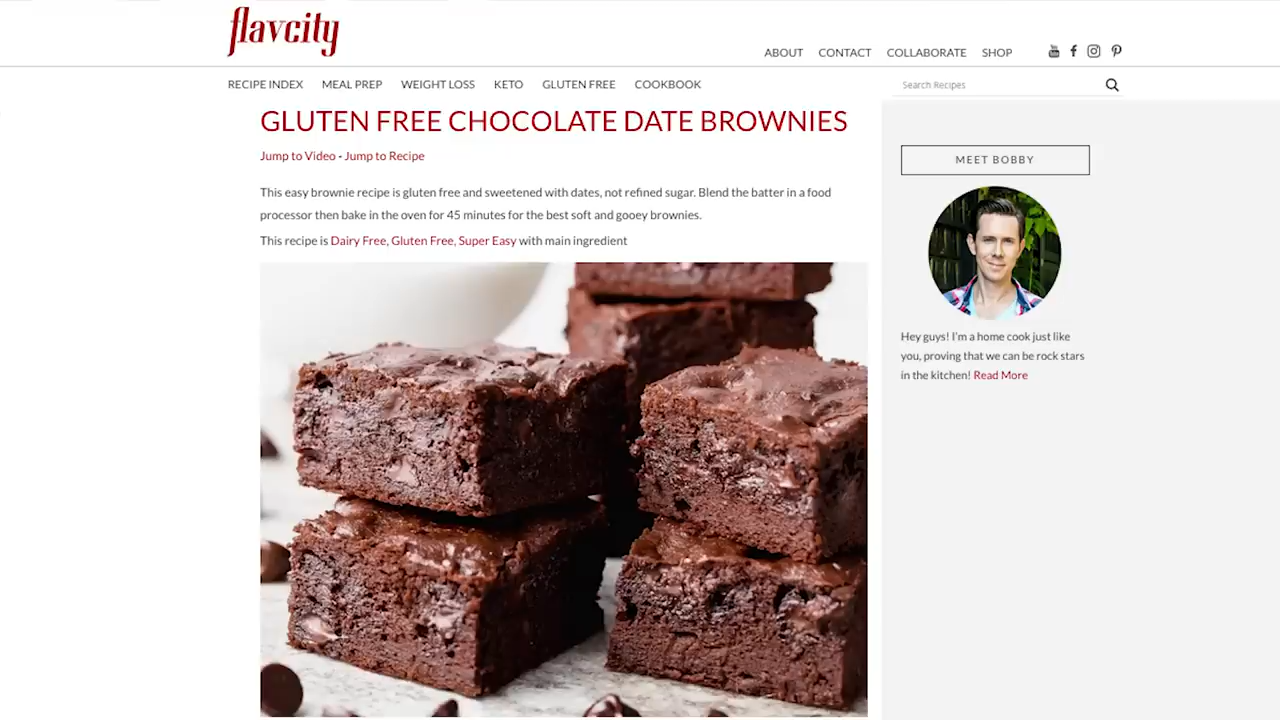 flavcity
ABOUT CONTACT COLLABORATE SHOP
You
RECIPE INDEX MEAL PREP WEIGHT LOSS KETO GLUTEN FREE COOKBOOK
Search Recipes
GLUTEN FREE CHOCOLATE DATE BROWNIES
Jump to Video - Jump to Recipe
This easy brownie recipe is gluten free and sweetened with dates, not refined sugar. Blend the batter in a food
processor then bake in the oven for 45 minutes for the best soft and gooey brownies.
This recipe is Dairy Free, Gluten Free, Super Easy with main ingredient
MEET BOBBY
Hey guys! I'm a home cook just like
you, proving that we can be rock stars
in the kitchen! Read More